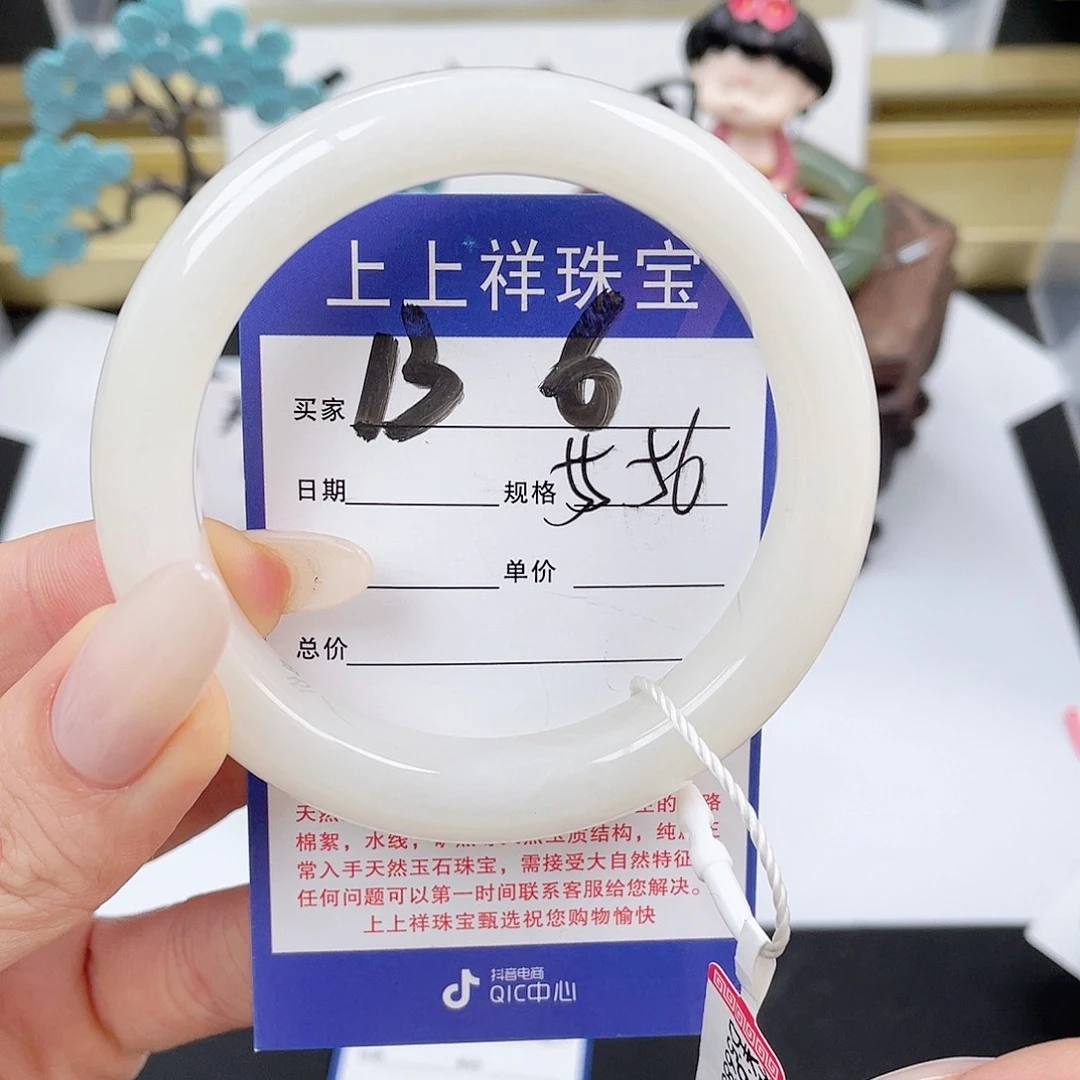 上上祥珠宝
买家 13 6
日期 规格 56
单价
总价
天然
棉絮，水线，
常入手天然玉石珠宝，需接受大自然特征
任何问题可以第一时间联系客服给您解决。
上上祥珠宝甄选祝您购物愉快
抖音电商
QIC中心